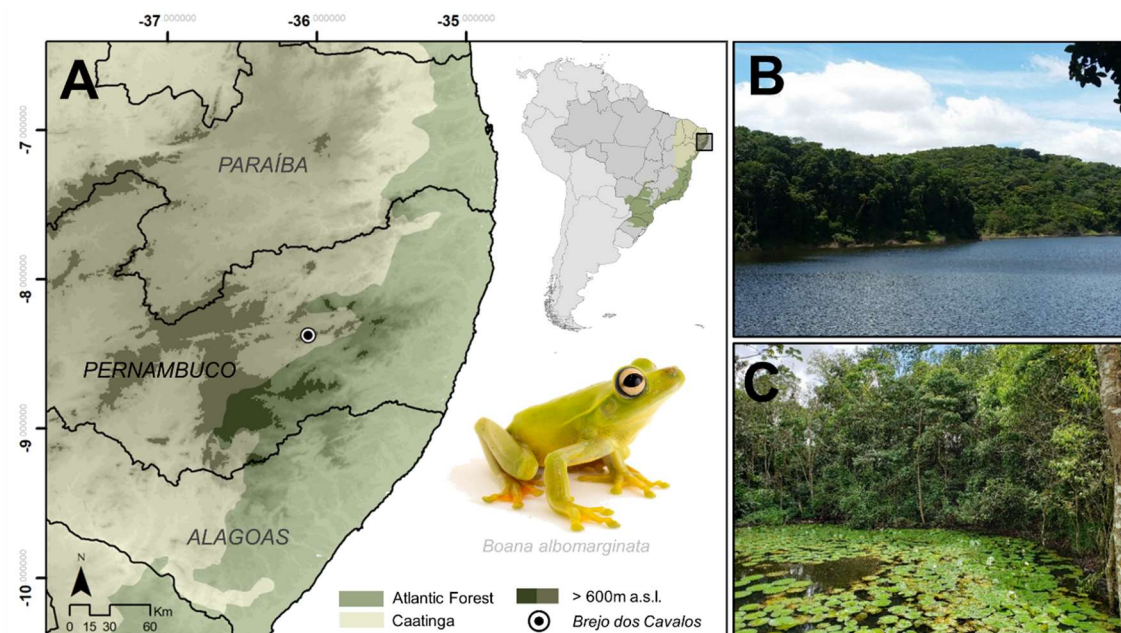 -37 000000 -36 000000 -35 000000
A
B
-7 000000
PARAÍBA
-8 000000
PERNAMBUCO
C
-9 000000
ALAGOAS
Boana albomarginata
N
-10 000000
Km
0 15 30 60
Atlantic Forest
Caatinga
> 600m a.s.l.
Brejo dos Cavalos